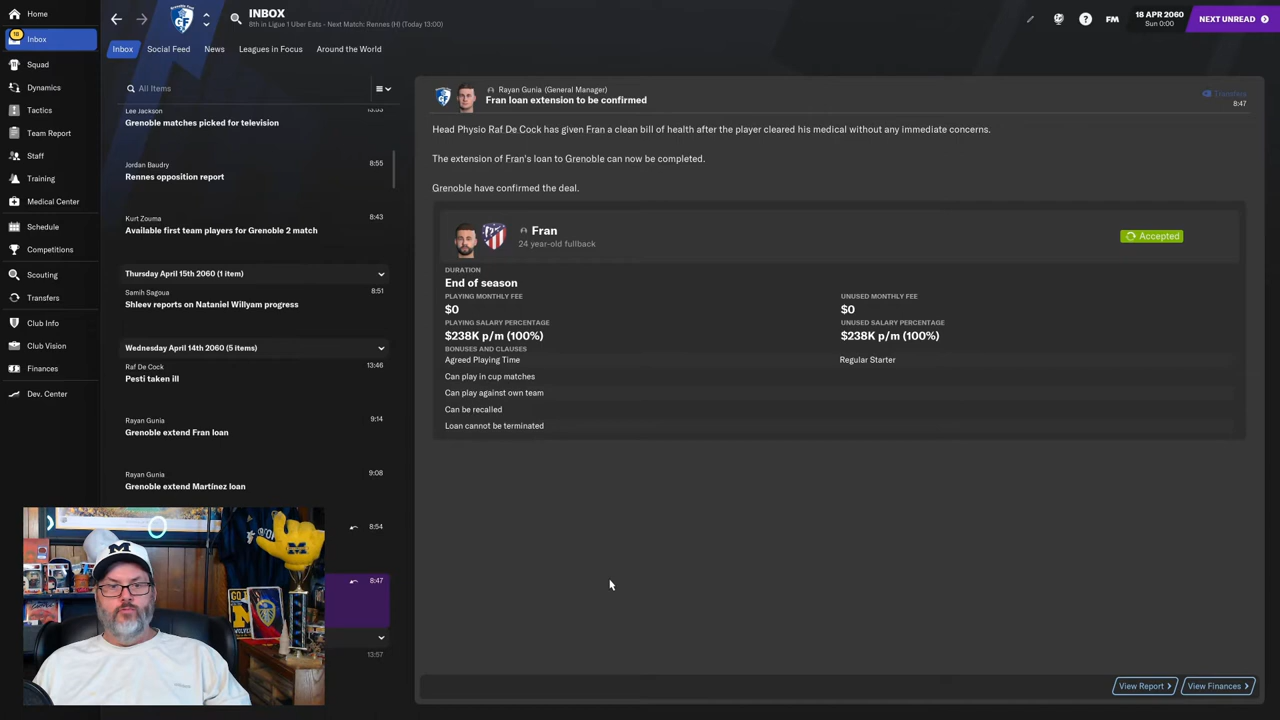 Home
Inbox
18
Squad
Dynamics
Tactics
Team Report
Staff
Training
Medical Center
Schedule
Competitions
Scouting
Transfers
Club Info
Club Vision
Finances
Dev. Center
INBOX
8th in Ligue 1 Uber Eats - Next Match: Rennes (H) (Today 13:00)
FM
18 APR 2060
Sun 0:00
NEXT UNREAD
Inbox
Social Feed
News
Leagues in Focus
Around the World
All Items
Lee Jackson
13:55
Grenoble matches picked for television
Jordan Baudry
8:55
Rennes opposition report
Kurt Zouma
8:43
Available first team players for Grenoble 2 match
Thursday April 15th 2060 (1 item)
Samih Sagoua
8:51
Shleev reports on Nataniel Willyam progress
Wednesday April 14th 2060 (5 items)
Raf De Cock
13:46
Pesti taken ill
Rayan Gunia
9:14
Grenoble extend Fran loan
Rayan Gunia
9:08
Grenoble extend Martínez loan
8:54
8:47
13:57
Rayan Gunia (General Manager)
Fran loan extension to be confirmed
Transfers
8:47
Head Physio Raf De Cock has given Fran a clean bill of health after the player cleared his medical without any immediate concerns.
The extension of Fran's loan to Grenoble can now be completed.
Grenoble have confirmed the deal.
Fran
24 year-old fullback
Accepted
DURATION
End of season
PLAYING MONTHLY FEE
UNUSED MONTHLY FEE
$0
$0
PLAYING SALARY PERCENTAGE
UNUSED SALARY PERCENTAGE
$238K p/m (100%)
$238K p/m (100%)
BONUSES AND CLAUSES
Agreed Playing Time
Regular Starter
Can play in cup matches
Can play against own team
Can be recalled
Loan cannot be terminated
View Report
View Finances
M
M
GO